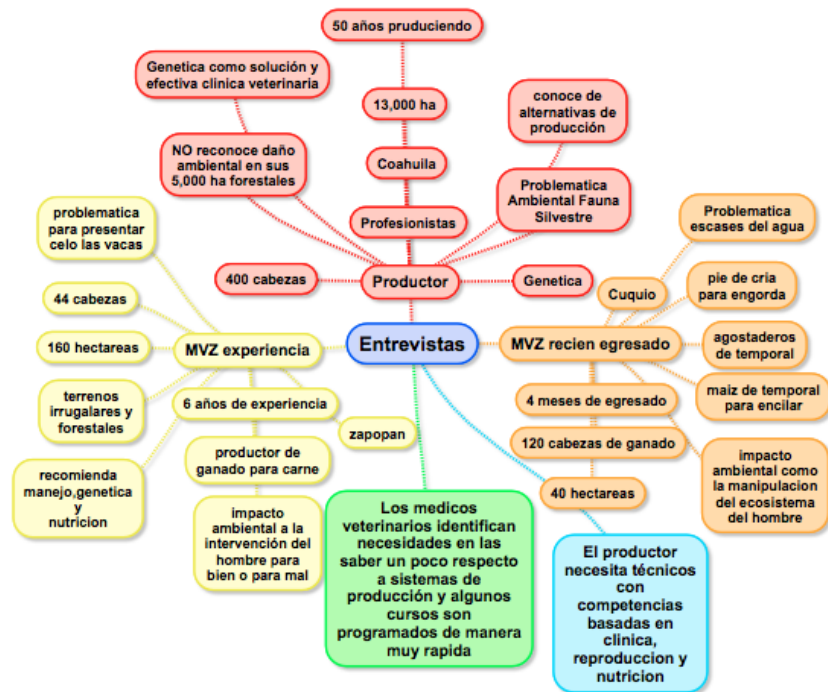 50 años pruduciendo
Genetica como solución y
efectiva clinica veterinaria
13,000 ha
conoce de
alternativas de
producción
NO reconoce daño
ambiental en sus
5,000 ha forestales
Coahuila
Problematica
Ambiental Fauna
Silvestre
Profesionistas
400 cabezas
Productor
Genetica
problematica
para presentar
celo las vacas
44 cabezas
160 hectareas
MVZ experiencia
terrenos
irrugalares y
forestales
6 años de experiencia
zapopan
recomienda
manejo,genetica
y
nutricion
productor de
ganado para carne
impacto
ambiental a la
intervención del
hombre para
bien o para mal
Entrevistas
Problematica
escases del agua
Cuquio
pie de cria
para engorda
MVZ recien egresado
agostaderos
de temporal
maiz de temporal
para encilar
4 meses de egresado
120 cabezas de ganado
40 hectareas
impacto
ambiental como
la manipulacion
del ecosistema
del hombre
Los medicos
veterinarios identifican
necesidades en las
saber un poco respecto
a sistemas de
producción y algunos
cursos son
programados de manera
muy rapida
El productor
necesita técnicos
con
competencias
basadas en
clinica,
reproduccion y
nutricion